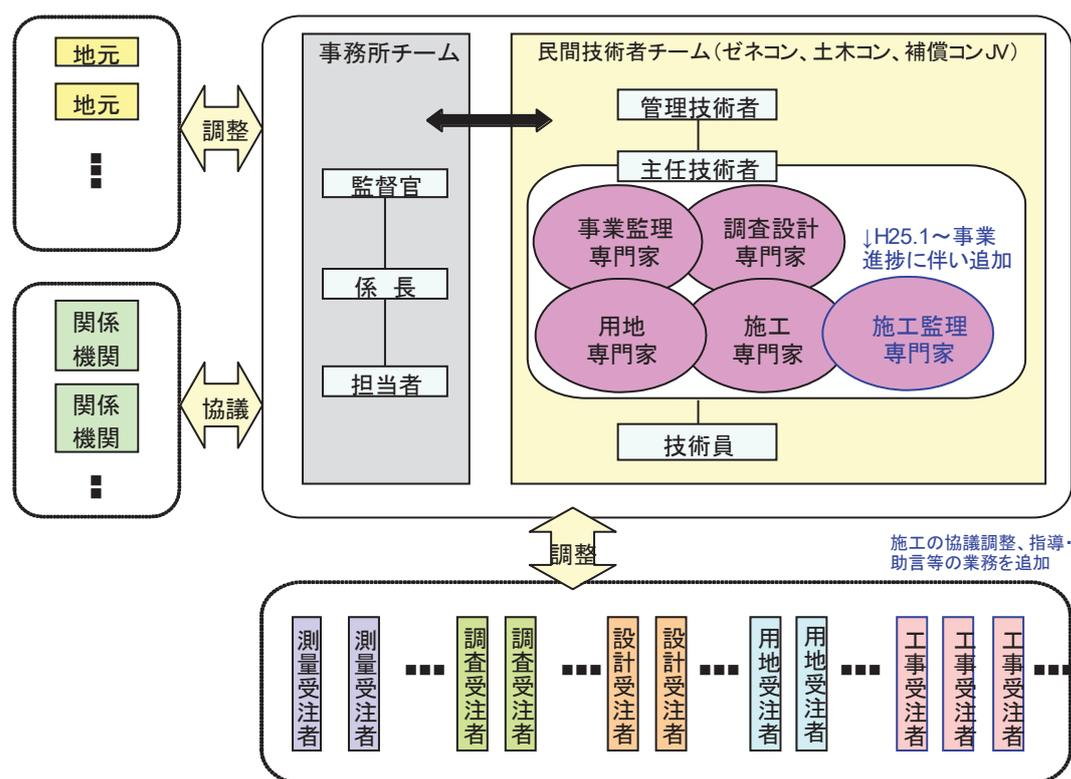 地元
地元
調整
関係
機関
関係
機関
協議
事務所チーム
監督官
係 長
担当者
民間技術者チーム(ゼネコン、土木コン、補償コンJV)
管理技術者
主任技術者
事業監理
専門家
調査設計
専門家
↓H25.1～事業
進捗に伴い追加
用地
専門家
施工
専門家
施工監理
専門家
技術員
調整
施工の協議調整、指導・
助言等の業務を追加
測量受注者
測量受注者
調査受注者
調査受注者
設計受注者
設計受注者
用地受注者
用地受注者
工事受注者
工事受注者
工事受注者